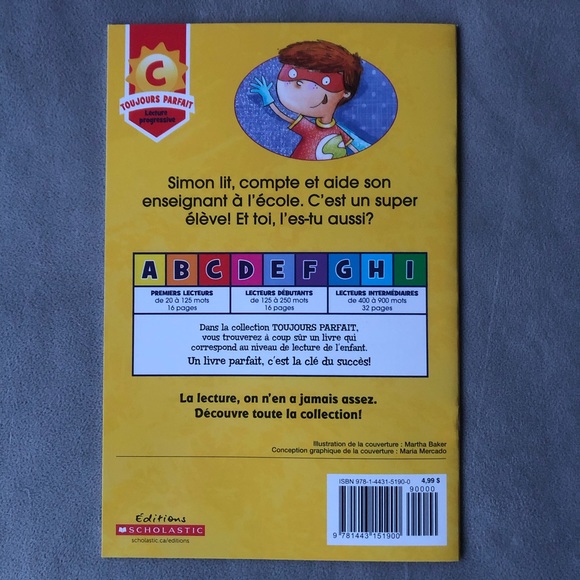 C
TOUJOURS PARFAIT
Lecture
progressive
Simon lit, compte et aide son
enseignant à l'école. C'est un super
élève! Et toi, l'es-tu aussi?
A B C D E F G H I
PREMIERS LECTEURS
de 20 à 125 mots
16 pages
LECTEURS DÉBUTANTS
de 125 à 250 mots
16 pages
LECTEURS INTERMÉDIAIRES
de 400 à 900 mots
32 pages
Dans la collection TOUJOURS PARFAIT,
vous trouverez à coup sûr un livre qui
correspond au niveau de lecture de l'enfant.
Un livre parfait, c'est la clé du succès!
La lecture, on n'en a jamais assez.
Découvre toute la collection!
Illustration de la couverture : Martha Baker
Conception graphique de la couverture : Maria Mercado
ISBN 978-1-4431-5190-0 4,99 $
90000
9 781443 151900
Éditions
SCHOLASTIC
scholastic.ca/editions